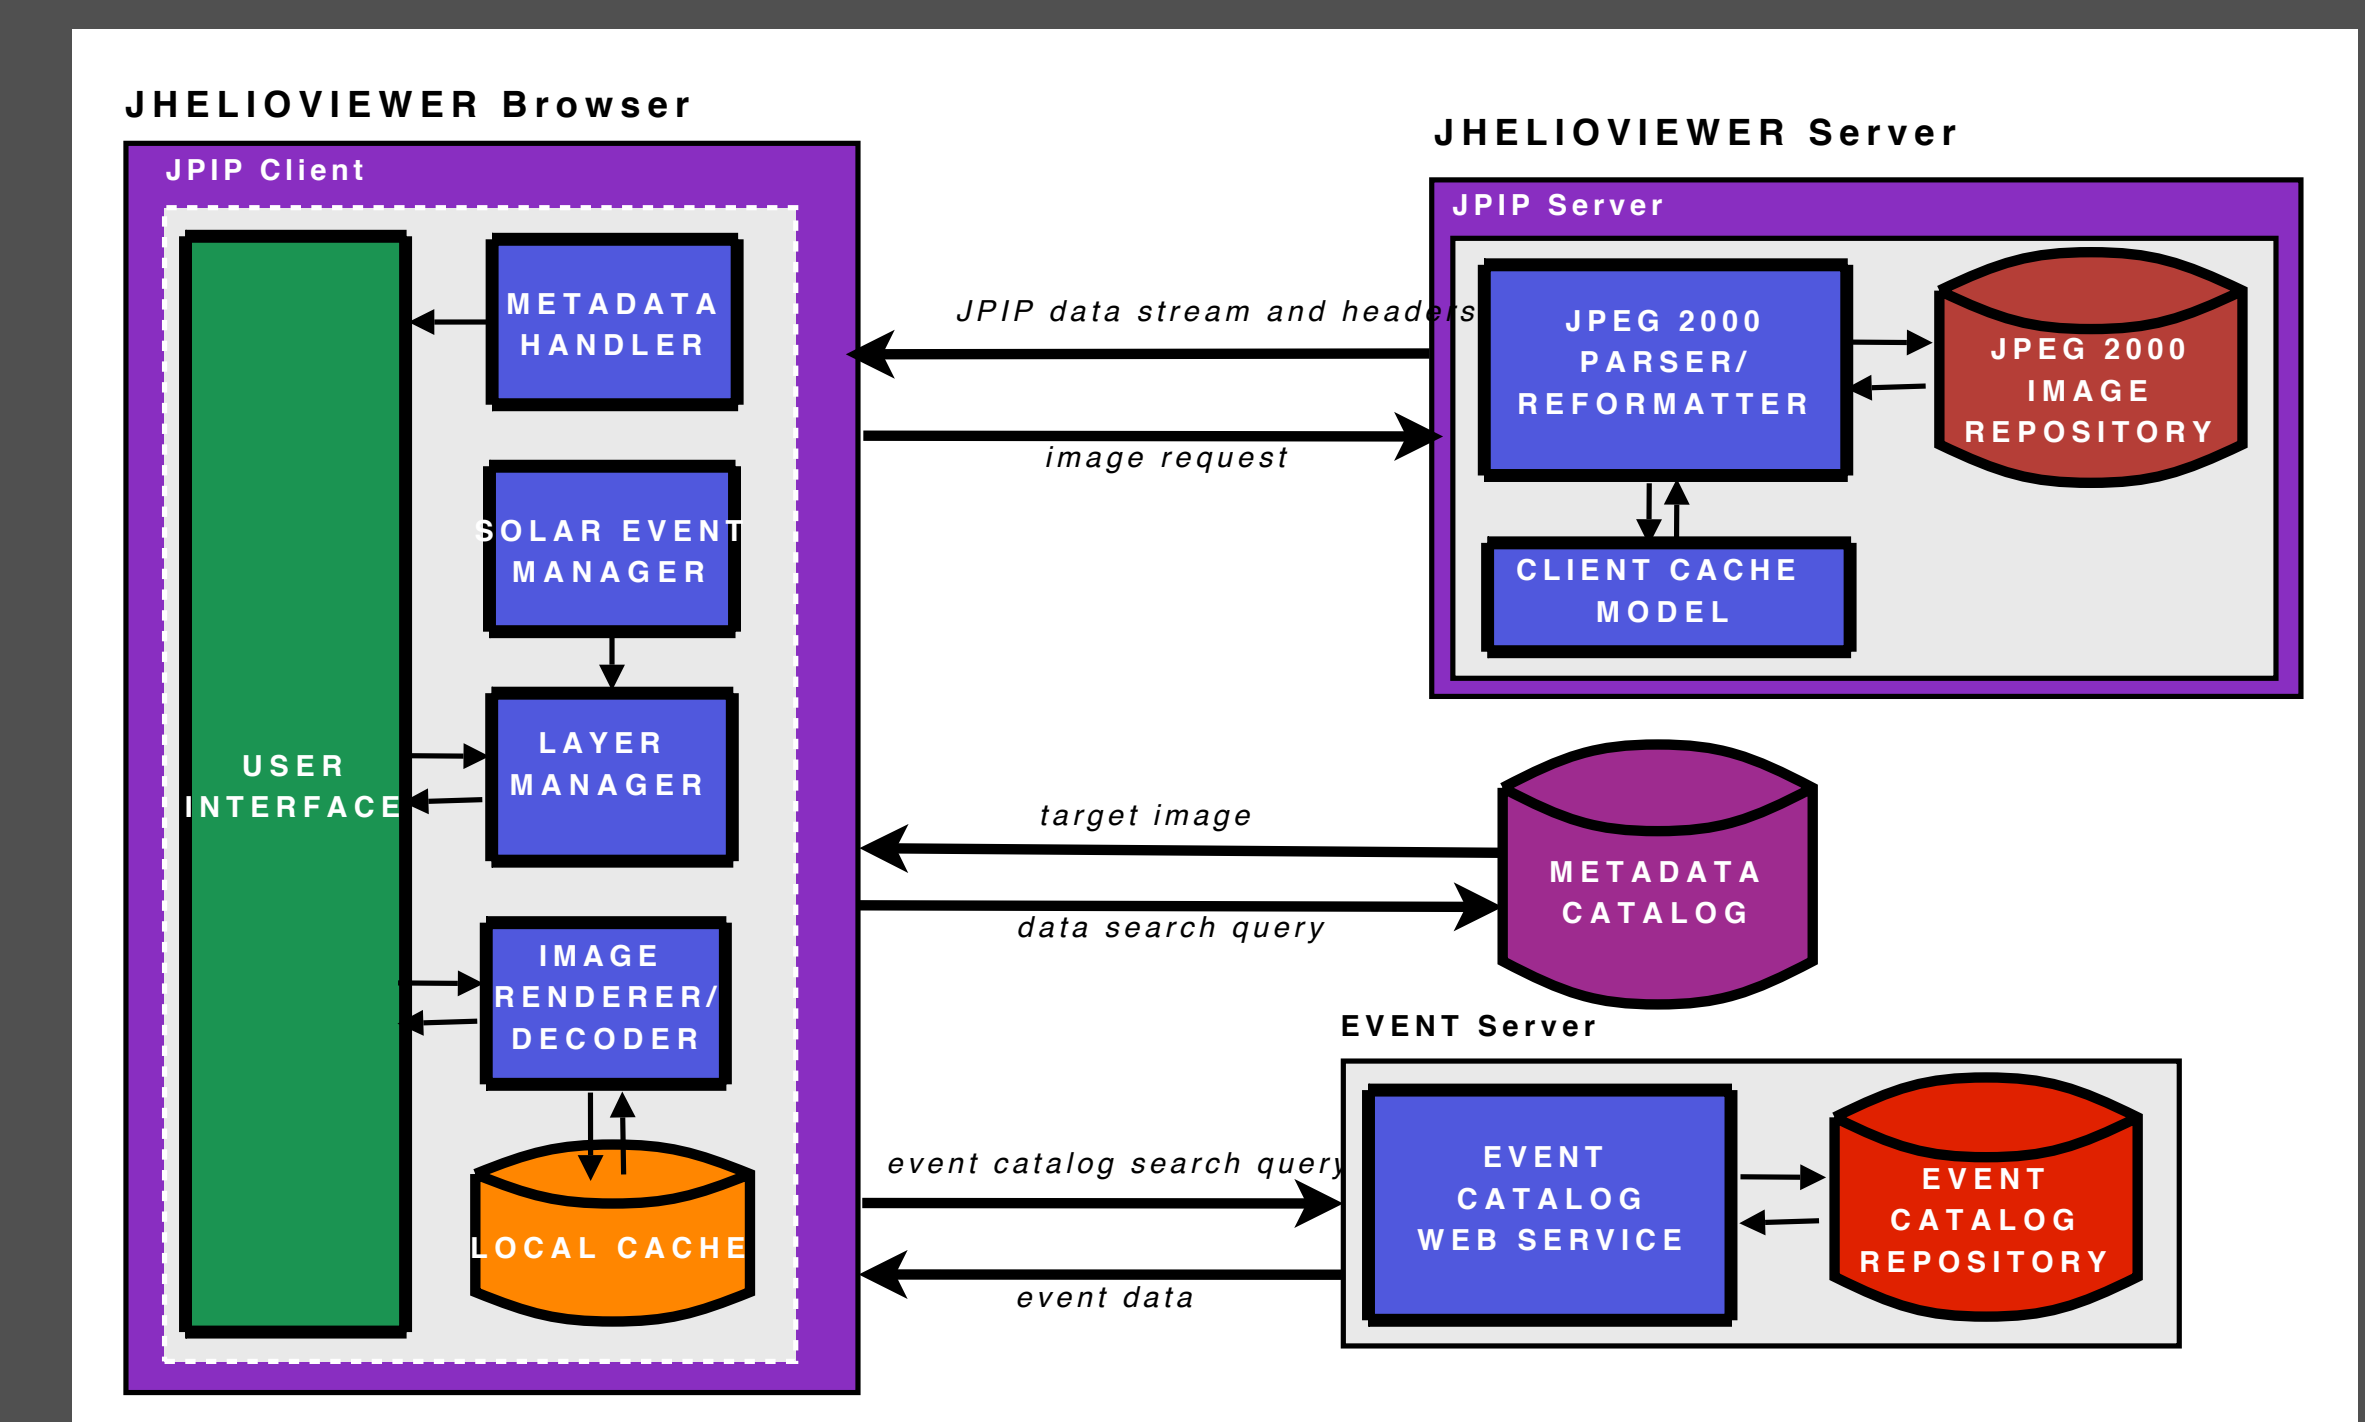 JHELIOVIEWER Browser
JPIP Client
METADATA
HANDLER
SOLAR EVENT
MANAGER
USER
INTERFACE
LAYER
MANAGER
IMAGE
RENDERER/
DECODER
LOCAL CACHE
JPIP data stream and headers
image request
target image
data search query
event catalog search query
event data
JHELIOVIEWER Server
JPIP Server
JPEG 2000
PARSER/
REFORMATTER
JPEG 2000
IMAGE
REPOSITORY
CLIENT CACHE
MODEL
METADATA
CATALOG
EVENT Server
EVENT
CATALOG
WEB SERVICE
EVENT
CATALOG
REPOSITORY